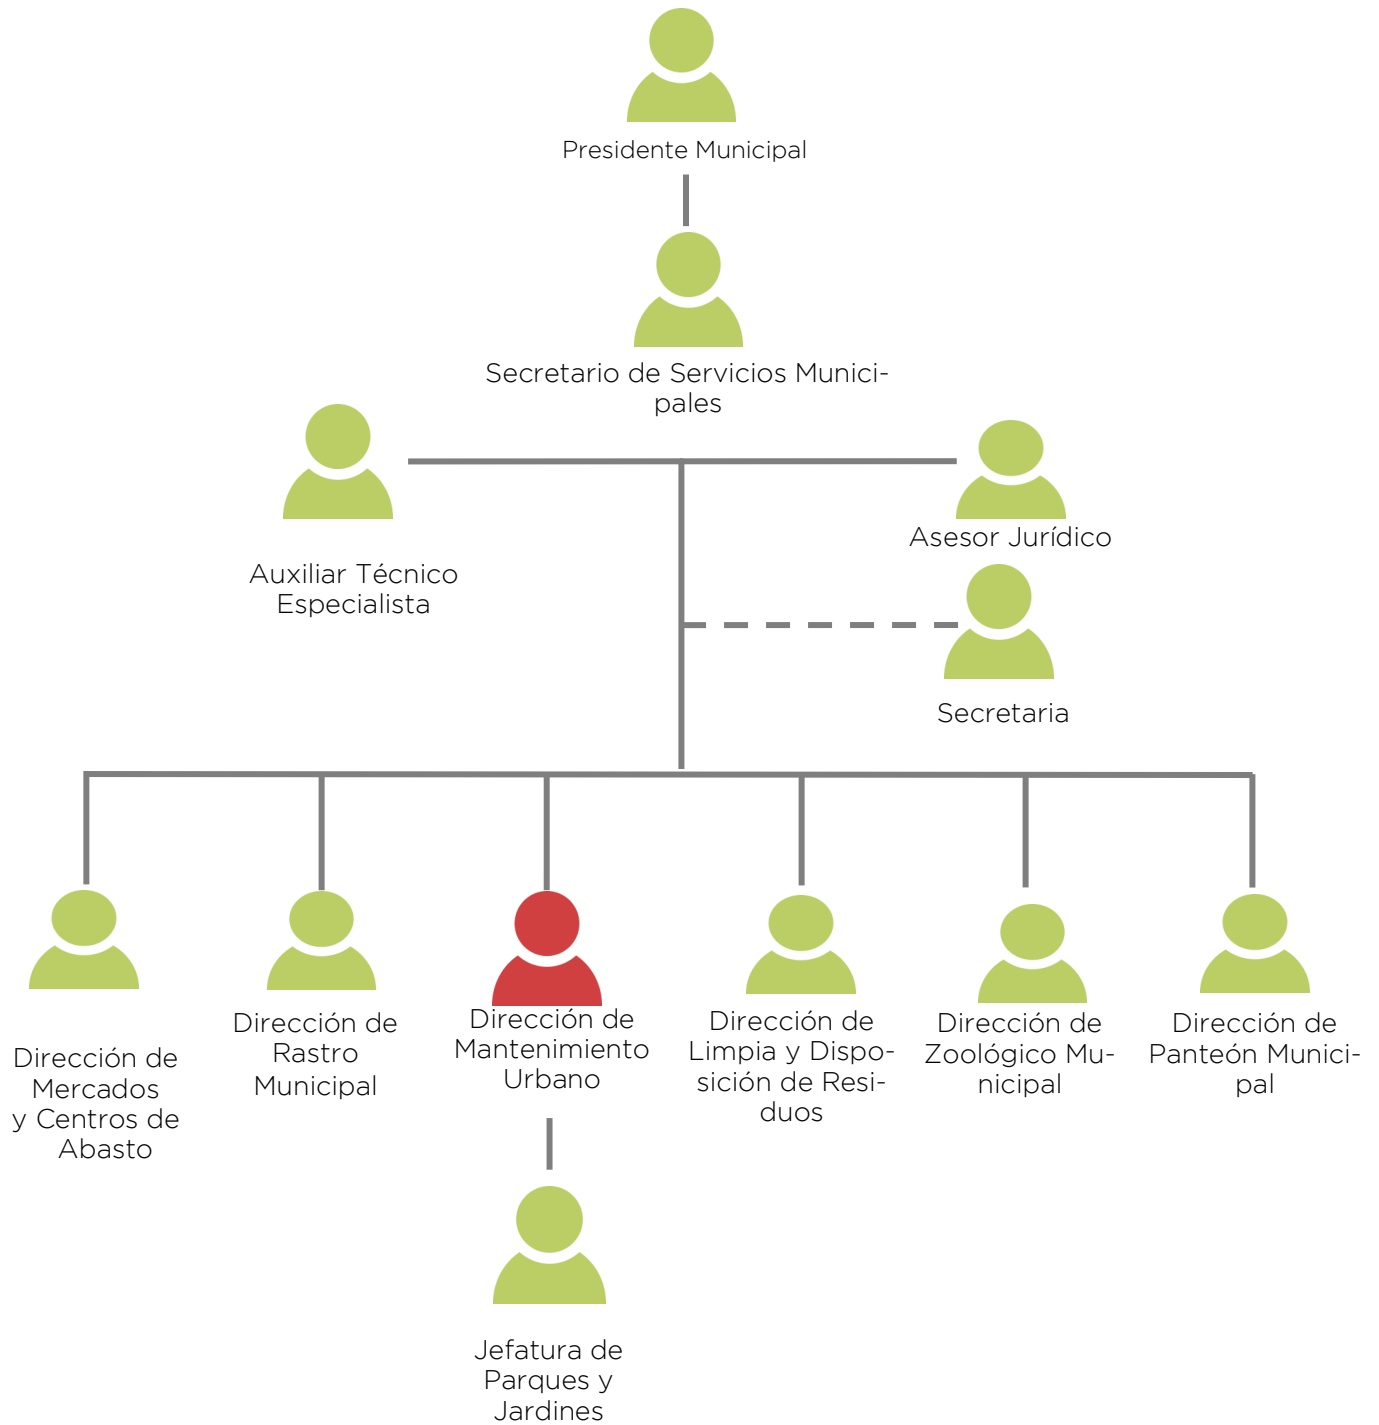 Presidente Municipal
Secretario de Servicios Munici-
pales
Auxiliar Técnico
Especialista
Asesor Jurídico
Secretaria
Dirección de
Mercados
y Centros de
Abasto
Dirección de
Rastro
Municipal
Dirección de
Mantenimiento
Urbano
Dirección de
Limpia y Dispo-
sición de Resi-
duos
Dirección de
Zoológico Mu-
nicipal
Dirección de
Panteón Munici-
pal
Jefatura de
Parques y
Jardines